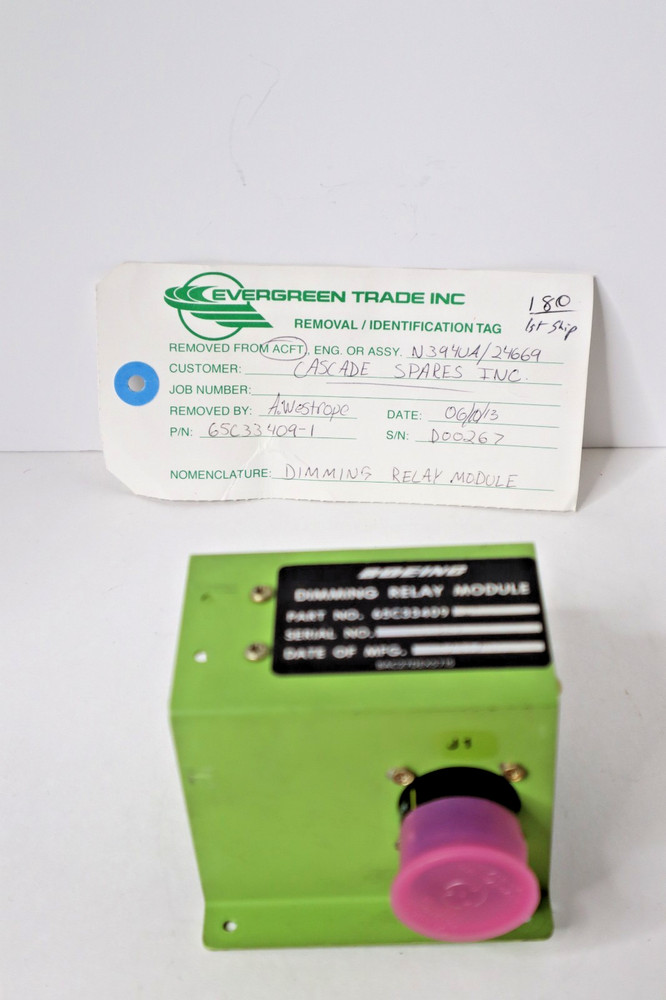 EVERGREEN TRADE INC
180
1st Ship
REMOVAL / IDENTIFICATION TAG
REMOVED FROM ACFT, ENG. OR ASSY. N394UA/24669
CUSTOMER: CASCADE SPARES INC.
JOB NUMBER:
REMOVED BY: A.Westrope DATE: 06/10/13
P/N: 65C33409-1 S/N: D00267
NOMENCLATURE: DIMMING RELAY MODULE
BOEING
DIMMING RELAY MODULE
PART NO. 65C33409
SERIAL NO.
DATE OF MFG.
J1